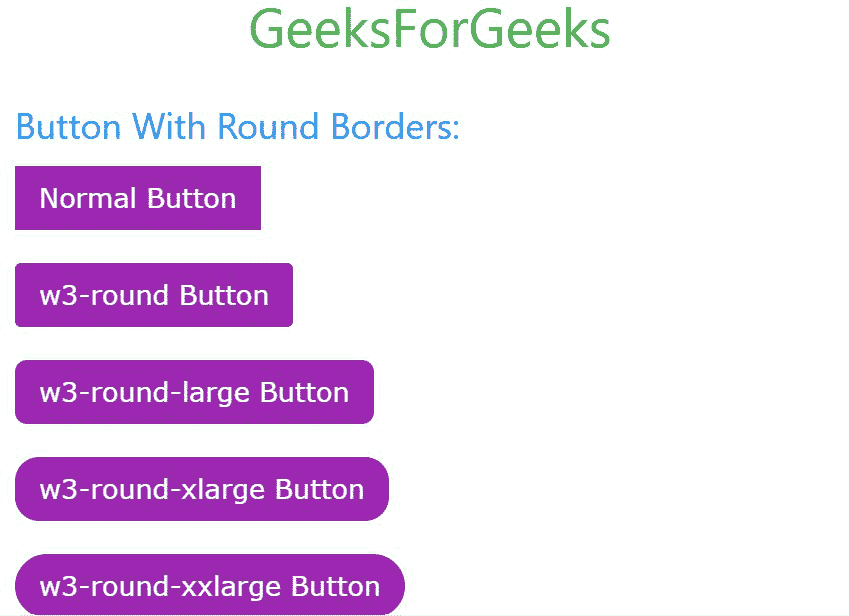 GeeksForGeeks
Button With Round Borders:
Normal Button
w3-round Button
w3-round-large Button
w3-round-xlarge Button
w3-round-xxlarge Button